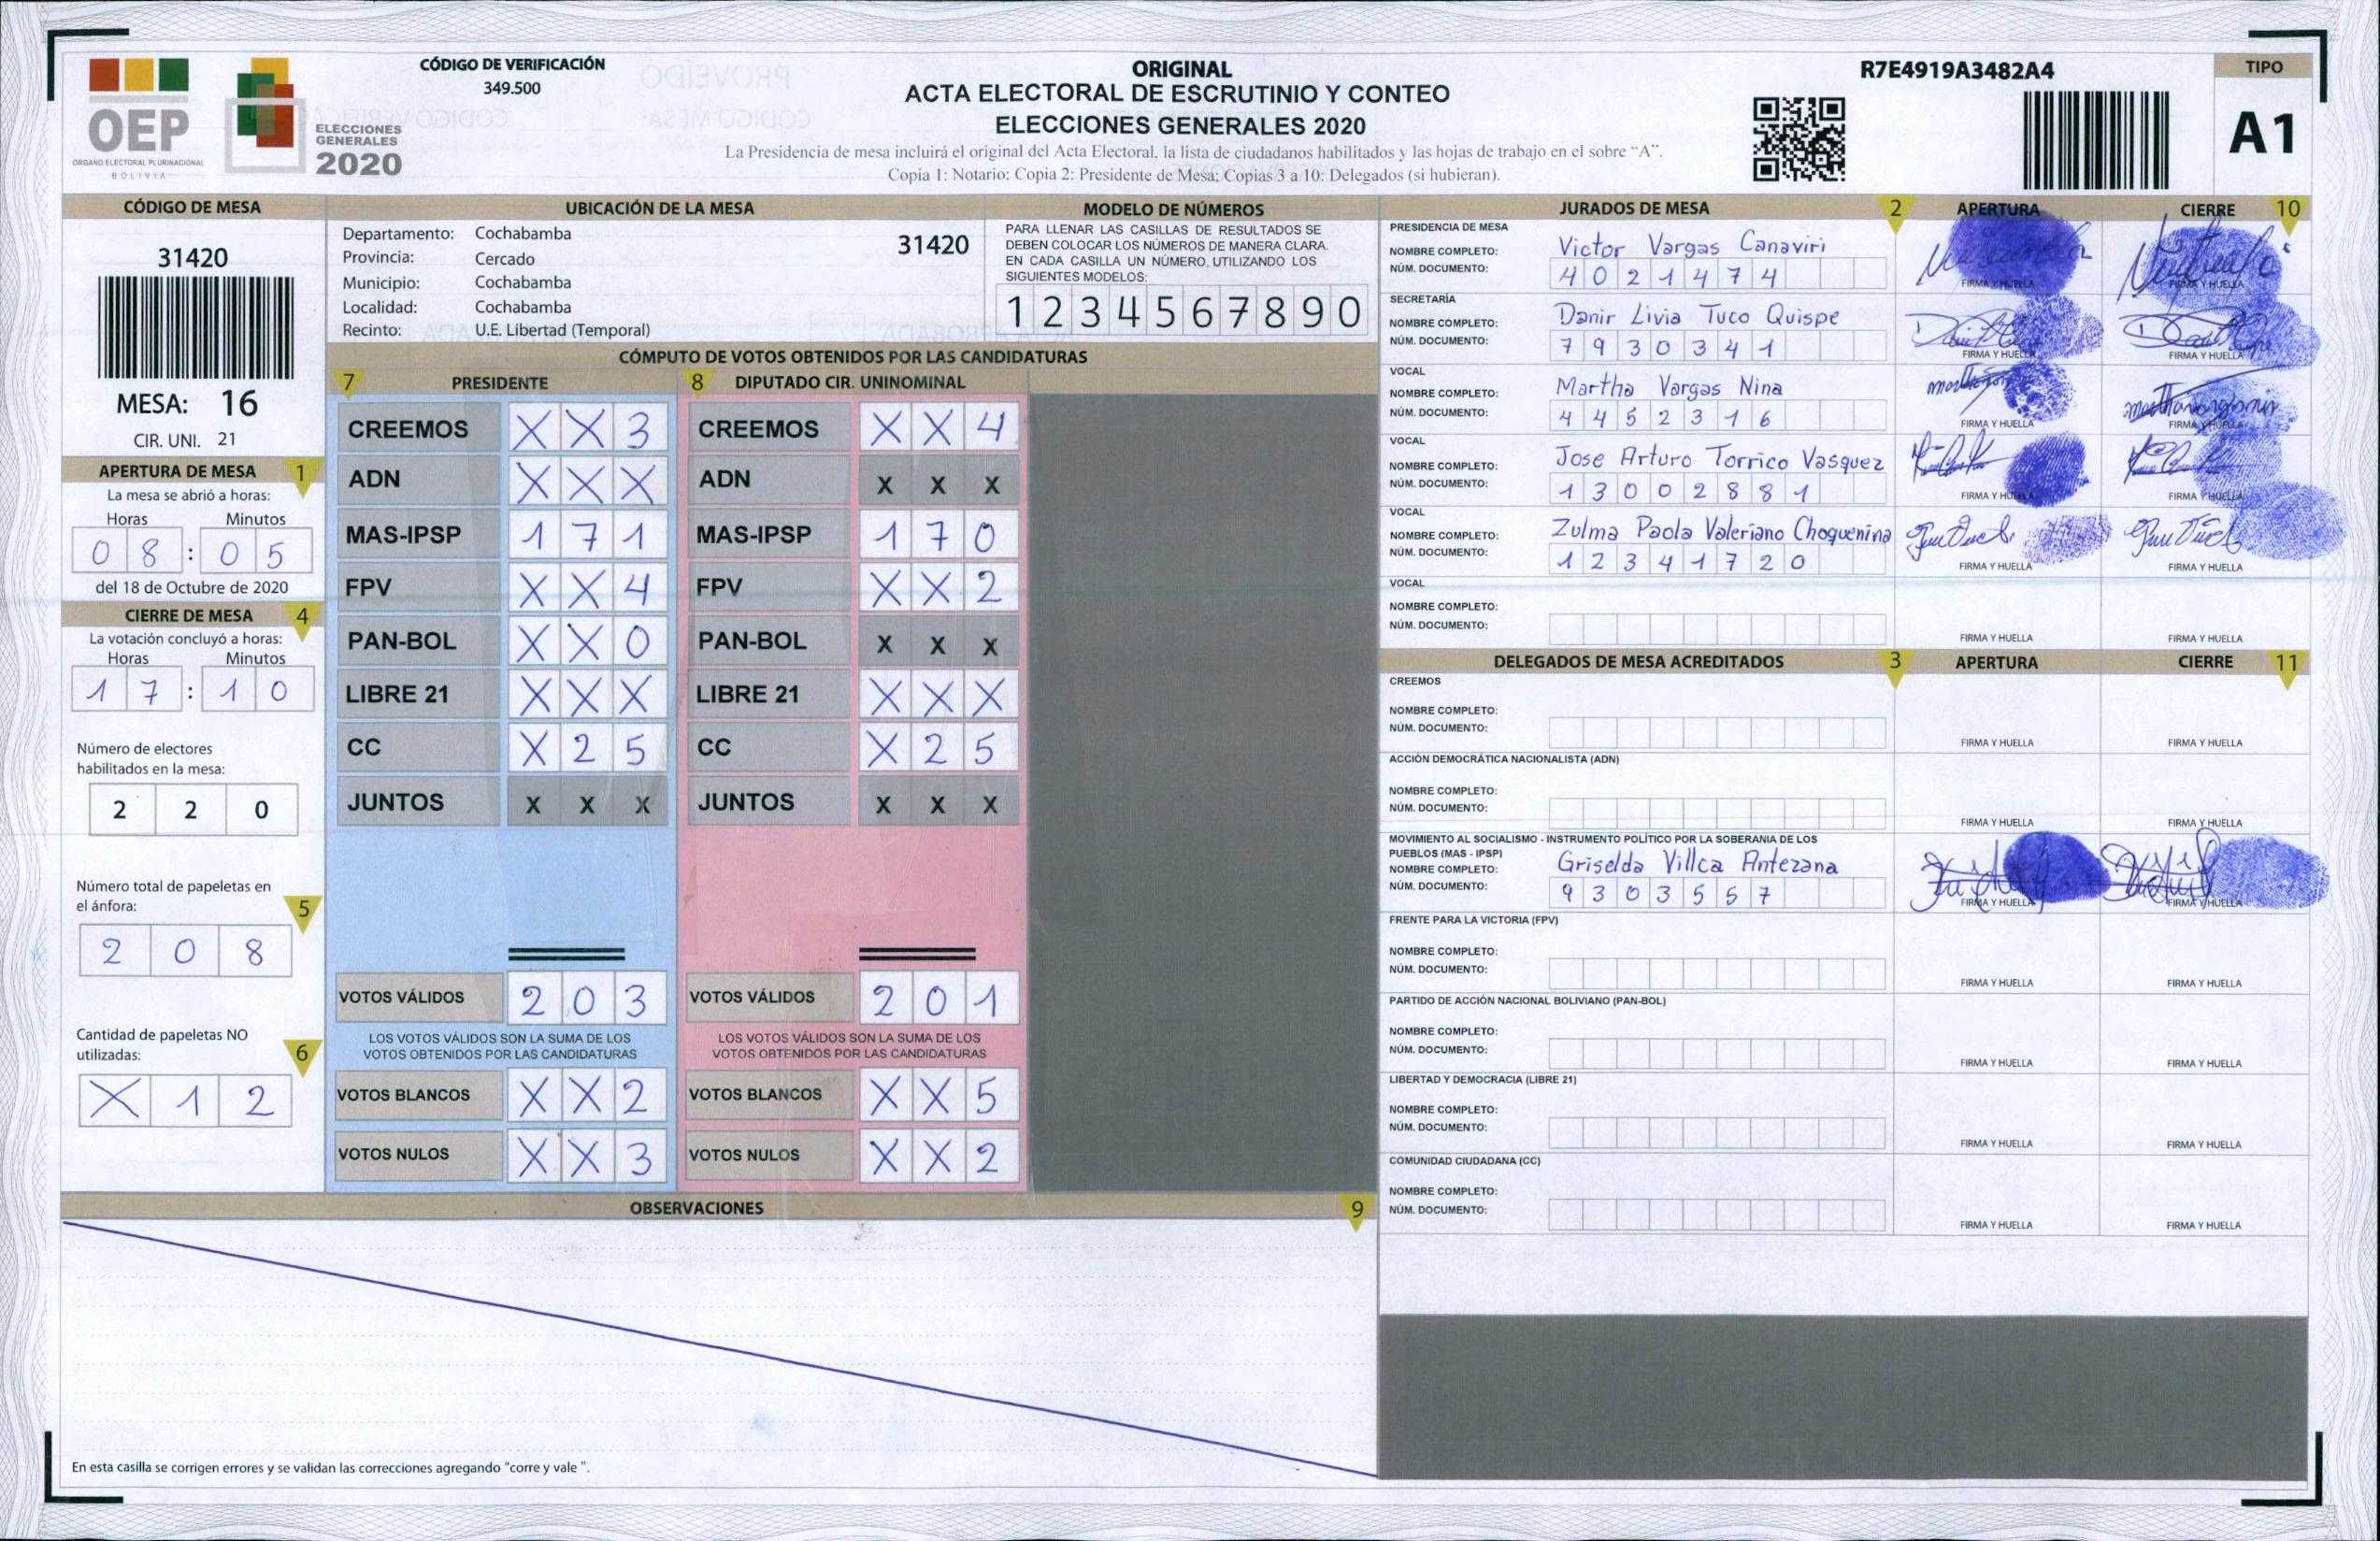 OEP
ÓRGANO ELECTORAL PLURINACIONAL
BOLIVIA
ELECCIONES
GENERALES
2020
CÓDIGO DE VERIFICACIÓN
349.500
ORIGINAL
ACTA ELECTORAL DE ESCRUTINIO Y CONTEO
ELECCIONES GENERALES 2020
La Presidencia de mesa incluirá el original del Acta Electoral, la lista de ciudadanos habilitados y las hojas de trabajo en el sobre "A".
Copia 1: Notario: Copia 2: Presidente de Mesa: Copias 3 a 10: Delegados (si hubieran).
R7E4919A3482A4
TIPO
A1
CÓDIGO DE MESA
31420
MESA: 16
CIR. UNI. 21
APERTURA DE MESA 1
La mesa se abrió a horas:
Horas Minutos
0 8 : 0 5
del 18 de Octubre de 2020
CIERRE DE MESA 4
La votación concluyó a horas:
Horas Minutos
1 7 : 1 0
Número de electores
habilitados en la mesa:
2 2 0
Número total de papeletas en
el ánfora: 5
2 0 8
Cantidad de papeletas NO
utilizadas: 6
X 1 2
UBICACIÓN DE LA MESA
Departamento: Cochabamba 31420
Provincia: Cercado
Municipio: Cochabamba
Localidad: Cochabamba
Recinto: U.E. Libertad (Temporal)
MODELO DE NÚMEROS
PARA LLENAR LAS CASILLAS DE RESULTADOS SE
DEBEN COLOCAR LOS NÚMEROS DE MANERA CLARA.
EN CADA CASILLA UN NÚMERO, UTILIZANDO LOS
SIGUIENTES MODELOS:
1 2 3 4 5 6 7 8 9 0
CÓMPUTO DE VOTOS OBTENIDOS POR LAS CANDIDATURAS
7 PRESIDENTE 8 DIPUTADO CIR. UNINOMINAL
CREEMOS X X 3 CREEMOS X X 4
ADN X X X ADN X X X
MAS-IPSP 1 7 1 MAS-IPSP 1 7 0
FPV X X 4 FPV X X 2
PAN-BOL X X 0 PAN-BOL X X X
LIBRE 21 X X X LIBRE 21 X X X
CC X 2 5 CC X 2 5
JUNTOS X X X JUNTOS X X X
VOTOS VÁLIDOS 2 0 3 VOTOS VÁLIDOS 2 0 1
LOS VOTOS VÁLIDOS SON LA SUMA DE LOS LOS VOTOS VÁLIDOS SON LA SUMA DE LOS
VOTOS OBTENIDOS POR LAS CANDIDATURAS VOTOS OBTENIDOS POR LAS CANDIDATURAS
VOTOS BLANCOS X X 2 VOTOS BLANCOS X X 5
VOTOS NULOS X X 3 VOTOS NULOS X X 2
OBSERVACIONES 9
En esta casilla se corrigen errores y se validan las correcciones agregando "corre y vale ".
JURADOS DE MESA 2 APERTURA CIERRE 10
PRESIDENCIA DE MESA
NOMBRE COMPLETO: Victor Vargas Canaviri
NÚM. DOCUMENTO: 4 0 2 1 4 7 4
FIRMA Y HUELLA FIRMA Y HUELLA
SECRETARÍA
NOMBRE COMPLETO: Danir Livia Tuco Quispe
NÚM. DOCUMENTO: 7 9 3 0 3 4 1
FIRMA Y HUELLA FIRMA Y HUELLA
VOCAL
NOMBRE COMPLETO: Martha Vargas Nina
NÚM. DOCUMENTO: 4 4 5 2 3 1 6
FIRMA Y HUELLA FIRMA Y HUELLA
VOCAL
NOMBRE COMPLETO: Jose Arturo Torrico Vasquez
NÚM. DOCUMENTO: 1 3 0 0 2 8 8 1
FIRMA Y HUELLA FIRMA Y HUELLA
VOCAL
NOMBRE COMPLETO: Zulma Paola Valeriano Choquenina
NÚM. DOCUMENTO: 1 2 3 4 1 7 2 0
FIRMA Y HUELLA FIRMA Y HUELLA
VOCAL
NOMBRE COMPLETO:
NÚM. DOCUMENTO:
FIRMA Y HUELLA FIRMA Y HUELLA
DELEGADOS DE MESA ACREDITADOS 3 APERTURA CIERRE 11
CREEMOS
NOMBRE COMPLETO:
NÚM. DOCUMENTO:
FIRMA Y HUELLA FIRMA Y HUELLA
ACCIÓN DEMOCRÁTICA NACIONALISTA (ADN)
NOMBRE COMPLETO:
NÚM. DOCUMENTO:
FIRMA Y HUELLA FIRMA Y HUELLA
MOVIMIENTO AL SOCIALISMO - INSTRUMENTO POLÍTICO POR LA SOBERANIA DE LOS
PUEBLOS (MAS - IPSP)
NOMBRE COMPLETO: Griselda Villca Antezana
NÚM. DOCUMENTO: 9 3 0 3 5 5 7
FIRMA Y HUELLA FIRMA Y HUELLA
FRENTE PARA LA VICTORIA (FPV)
NOMBRE COMPLETO:
NÚM. DOCUMENTO:
FIRMA Y HUELLA FIRMA Y HUELLA
PARTIDO DE ACCIÓN NACIONAL BOLIVIANO (PAN-BOL)
NOMBRE COMPLETO:
NÚM. DOCUMENTO:
FIRMA Y HUELLA FIRMA Y HUELLA
LIBERTAD Y DEMOCRACIA (LIBRE 21)
NOMBRE COMPLETO:
NÚM. DOCUMENTO:
FIRMA Y HUELLA FIRMA Y HUELLA
COMUNIDAD CIUDADANA (CC)
NOMBRE COMPLETO:
NÚM. DOCUMENTO:
FIRMA Y HUELLA FIRMA Y HUELLA